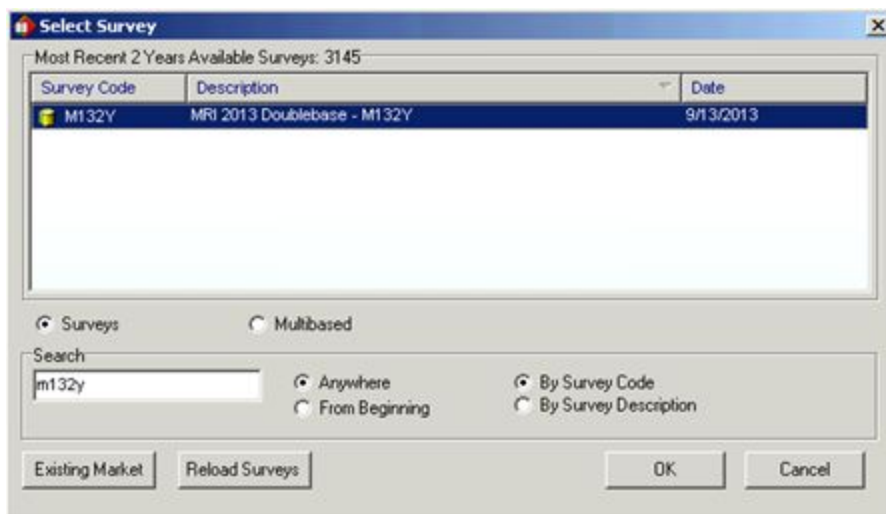 Select Survey
Most Recent 2 Years Available Surveys: 3145
Survey Code Description Date
M132Y MRI 2013 Doublebase - M132Y 9/13/2013
Surveys Multibased
Search
m132y Anywhere By Survey Code
From Beginning By Survey Description
Existing Market Reload Surveys OK Cancel